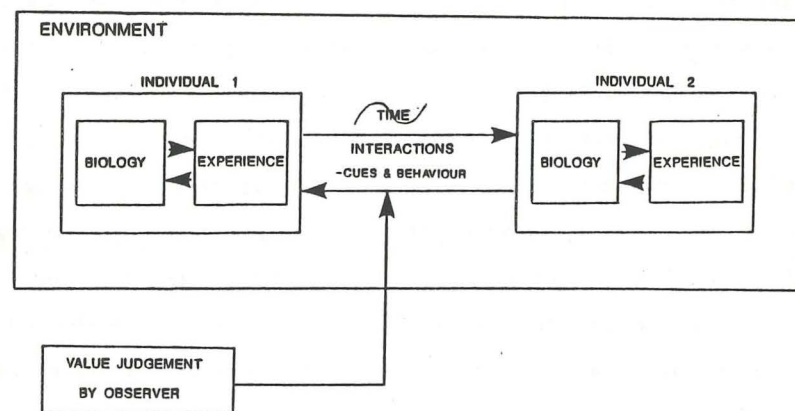 ENVIRONMENT
INDIVIDUAL 1
INDIVIDUAL 2
TIME
BIOLOGY
EXPERIENCE
INTERACTIONS
-CUES & BEHAVIOUR
BIOLOGY
EXPERIENCE
VALUE JUDGEMENT
BY OBSERVER